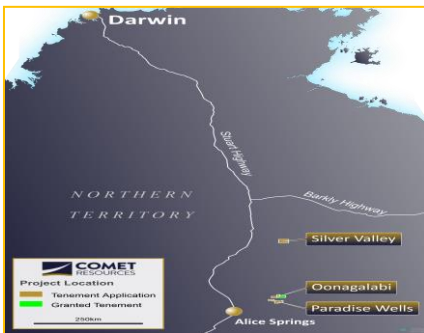 Darwin
Stuart Highway
Barkly Highway
NORTHERN
TERRITORY
Silver Valley
Oonagalabi
Paradise Wells
Alice Springs
COMET
RESOURCES
Project Location
Tenement Application
Granted Tenement
250km